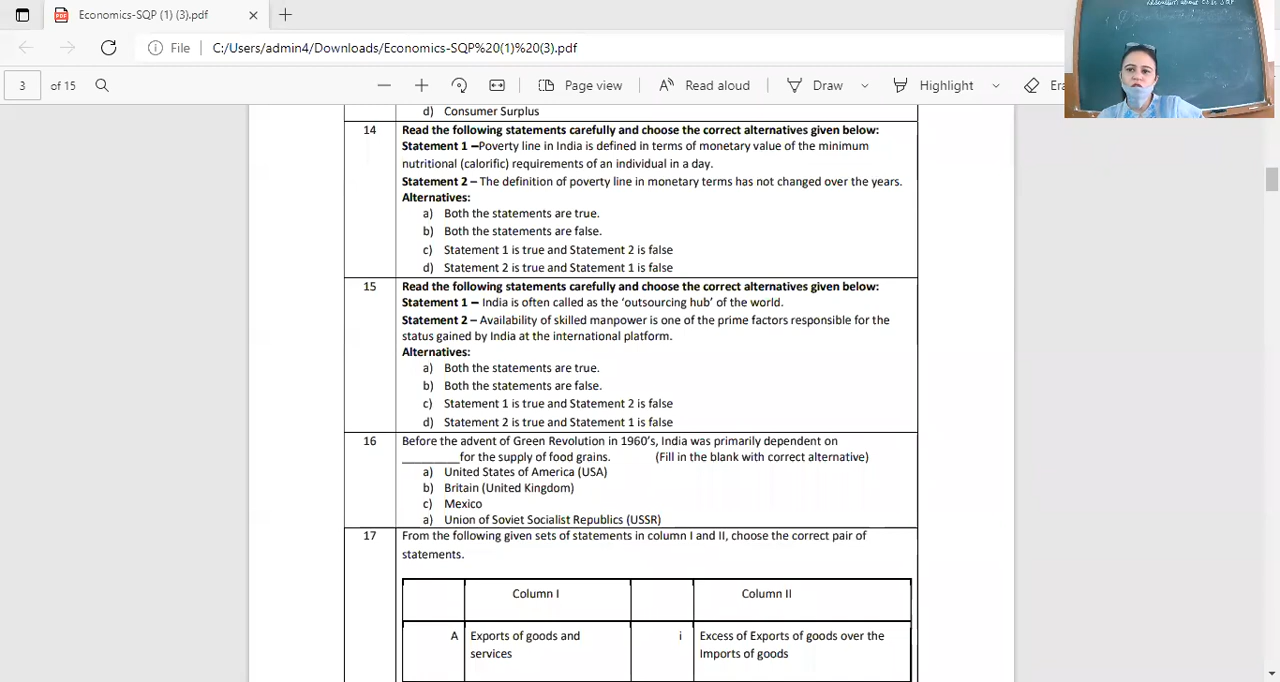 Economics-SQP (1) (3).pdf
File
C:/Users/admin4/Downloads/Economics-SQP%20(1)%20(3).pdf
3 of 15
Page view
Read aloud
Draw
Highlight
Era
d) Consumer Surplus
14 Read the following statements carefully and choose the correct alternatives given below:
Statement 1 –Poverty line in India is defined in terms of monetary value of the minimum
nutritional (calorific) requirements of an individual in a day.
Statement 2 – The definition of poverty line in monetary terms has not changed over the years.
Alternatives:
a) Both the statements are true.
b) Both the statements are false.
c) Statement 1 is true and Statement 2 is false
d) Statement 2 is true and Statement 1 is false
15 Read the following statements carefully and choose the correct alternatives given below:
Statement 1 – India is often called as the ‘outsourcing hub’ of the world.
Statement 2 – Availability of skilled manpower is one of the prime factors responsible for the
status gained by India at the international platform.
Alternatives:
a) Both the statements are true.
b) Both the statements are false.
c) Statement 1 is true and Statement 2 is false
d) Statement 2 is true and Statement 1 is false
16 Before the advent of Green Revolution in 1960’s, India was primarily dependent on
_________for the supply of food grains. (Fill in the blank with correct alternative)
a) United States of America (USA)
b) Britain (United Kingdom)
c) Mexico
a) Union of Soviet Socialist Republics (USSR)
17 From the following given sets of statements in column I and II, choose the correct pair of
statements.
Column I Column II
A Exports of goods and i Excess of Exports of goods over the
services Imports of goods